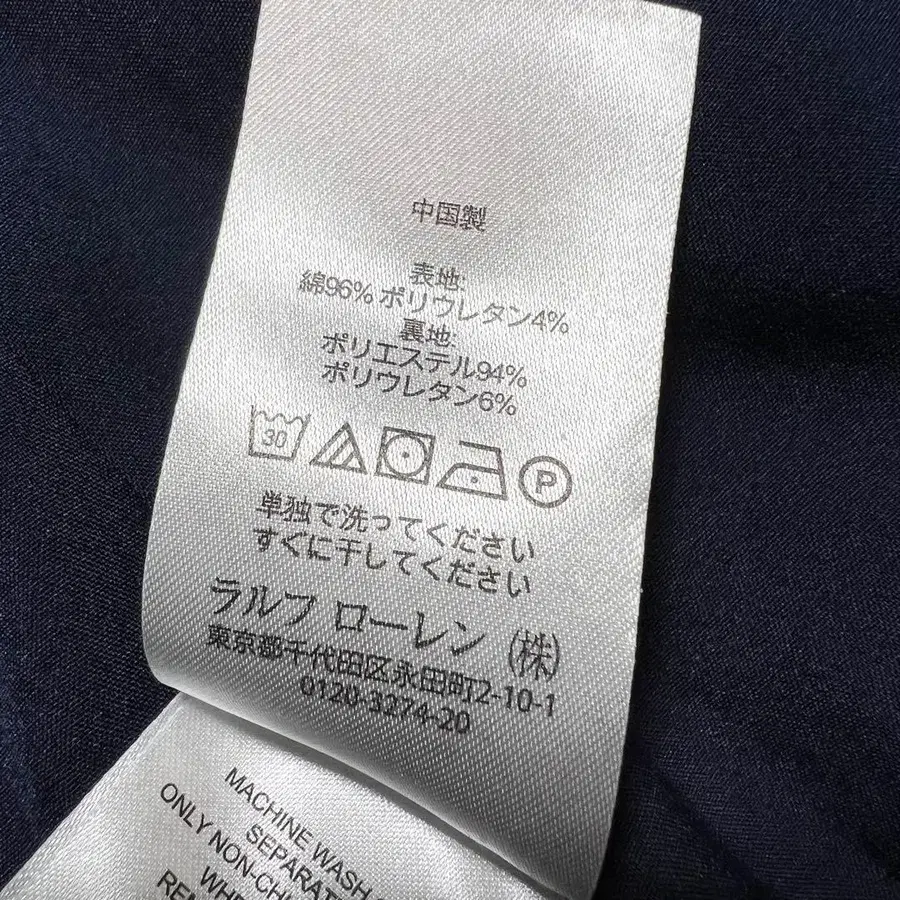 中国製
表地:
綿96% ポリウレタン4%
裏地:
ポリエステル94%
ポリウレタン6%
30
P
単独で洗ってください
すぐに干してください
ラルフ ローレン (株)
東京都千代田区永田町2-10-1
0120-3274-20
MACHINE WASH
SEPARAT
ONLY NON-CH
WHE
REM